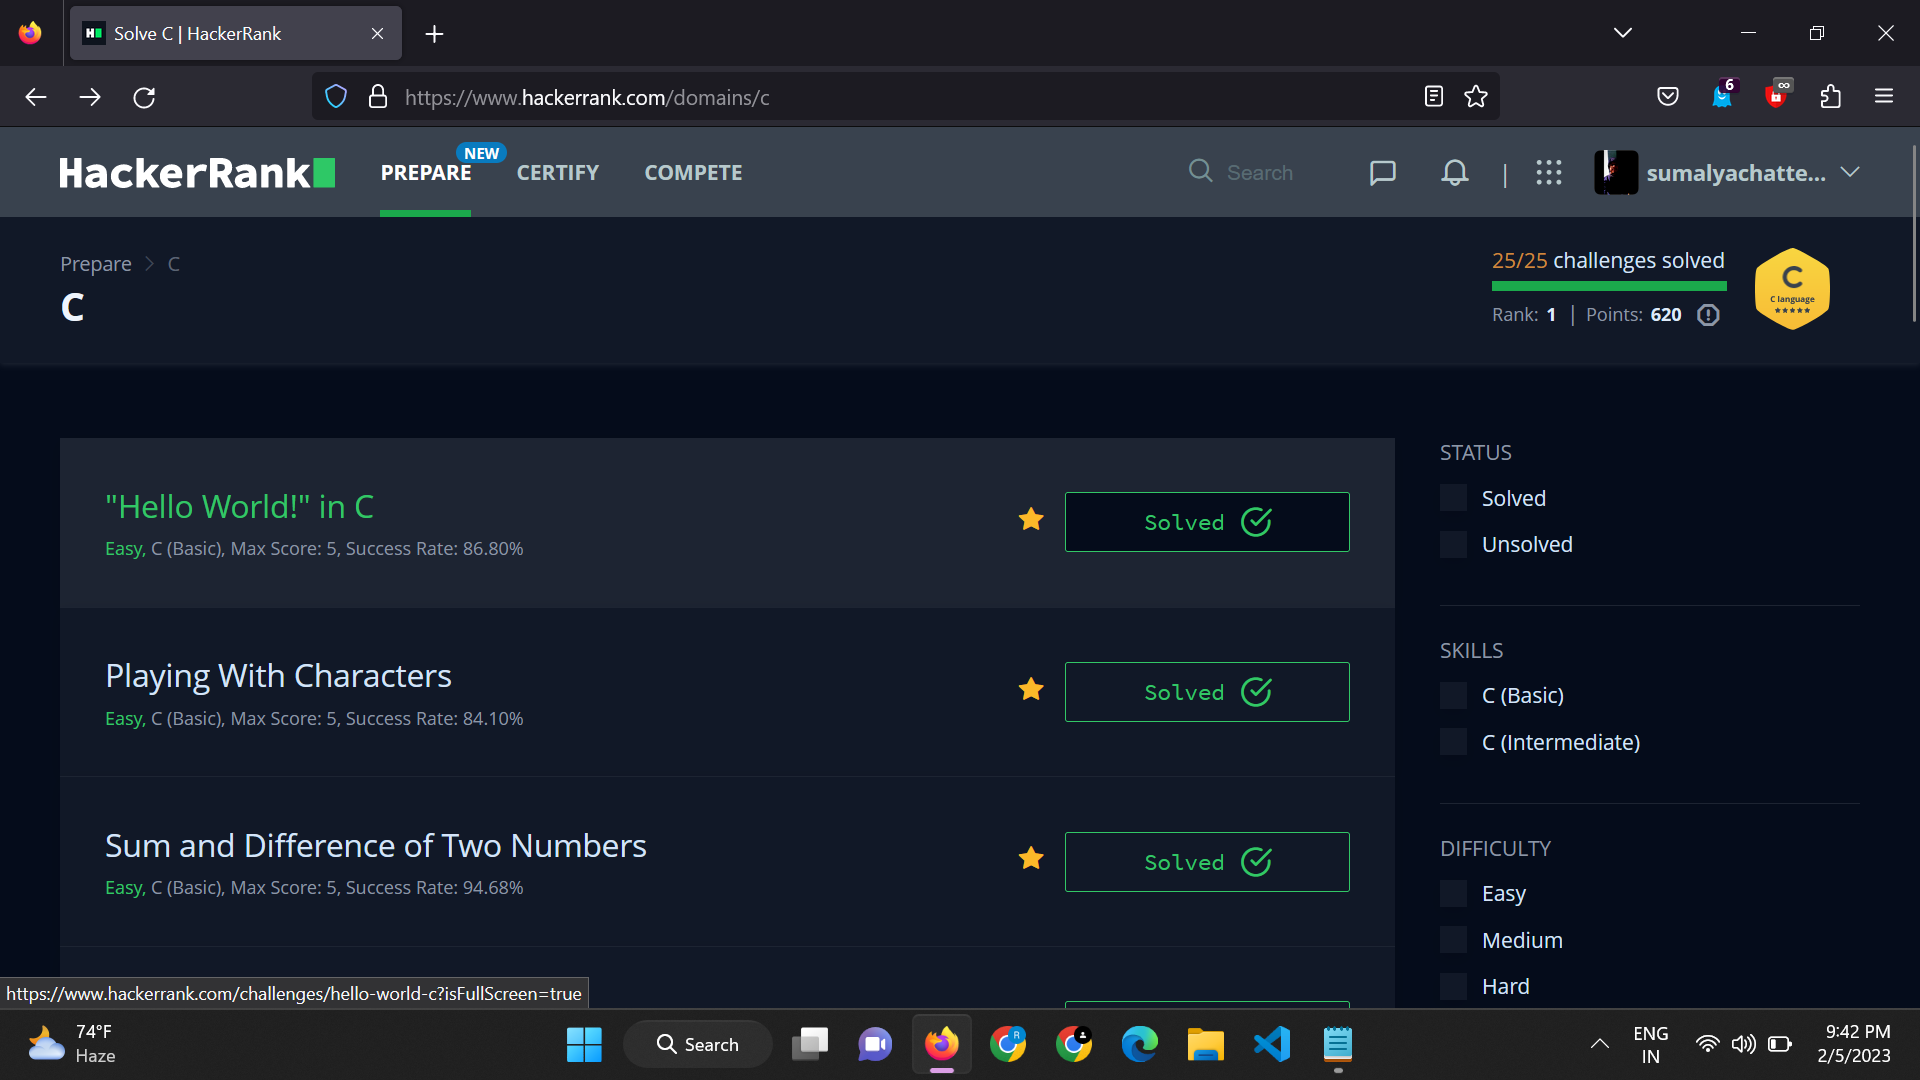 Solve C | HackerRank
https://www.hackerrank.com/domains/c
6
∞
HackerRank
PREPARE
NEW
CERTIFY
COMPETE
Search
|
sumalyachatte...
Prepare > C
C
25/25 challenges solved
Rank: 1 | Points: 620
C
C language
"Hello World!" in C
Easy, C (Basic), Max Score: 5, Success Rate: 86.80%
Solved
Playing With Characters
Easy, C (Basic), Max Score: 5, Success Rate: 84.10%
Solved
Sum and Difference of Two Numbers
Easy, C (Basic), Max Score: 5, Success Rate: 94.68%
Solved
STATUS
Solved
Unsolved
SKILLS
C (Basic)
C (Intermediate)
DIFFICULTY
Easy
Medium
Hard
https://www.hackerrank.com/challenges/hello-world-c?isFullScreen=true
74°F
Haze
Search
R
ENG
IN
9:42 PM
2/5/2023